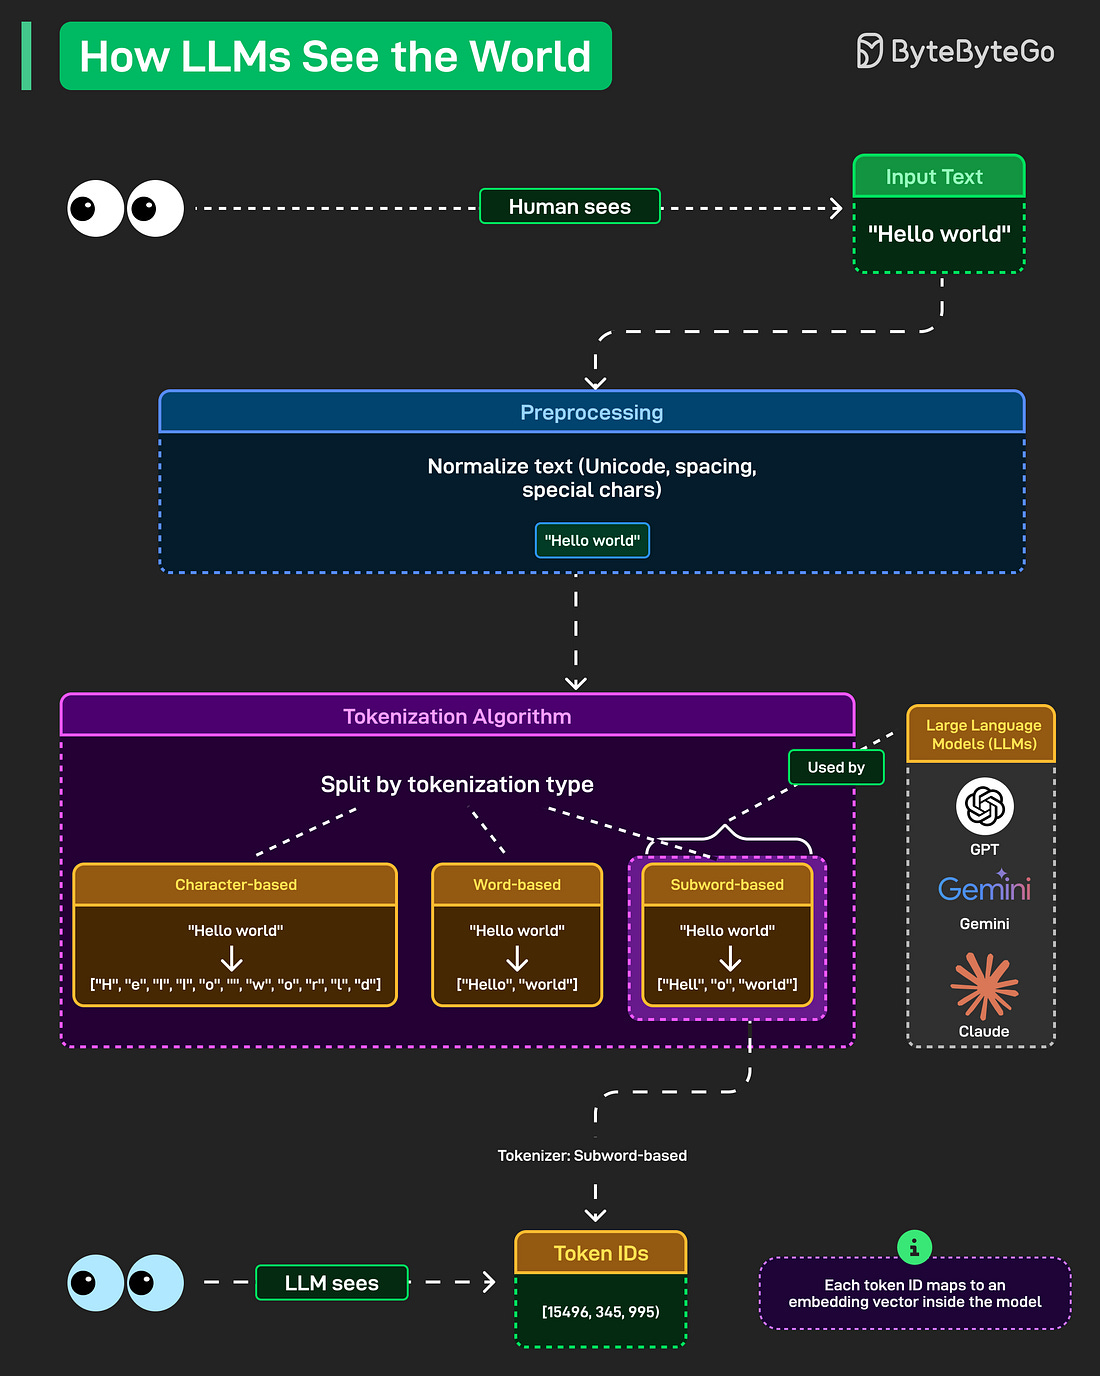 How LLMs See the World
ByteByteGo
Human sees
Input Text
"Hello world"
Preprocessing
Normalize text (Unicode, spacing,
special chars)
"Hello world"
Tokenization Algorithm
Split by tokenization type
Used by
Large Language
Models (LLMs)
GPT
Gemini
Gemini
Claude
Character-based
"Hello world"
["H", "e", "l", "l", "o", "", "w", "o", "r", "l", "d"]
Word-based
"Hello world"
["Hello", "world"]
Subword-based
"Hello world"
["Hell", "o", "world"]
Tokenizer: Subword-based
LLM sees
Token IDs
[15496, 345, 995)
i
Each token ID maps to an
embedding vector inside the model